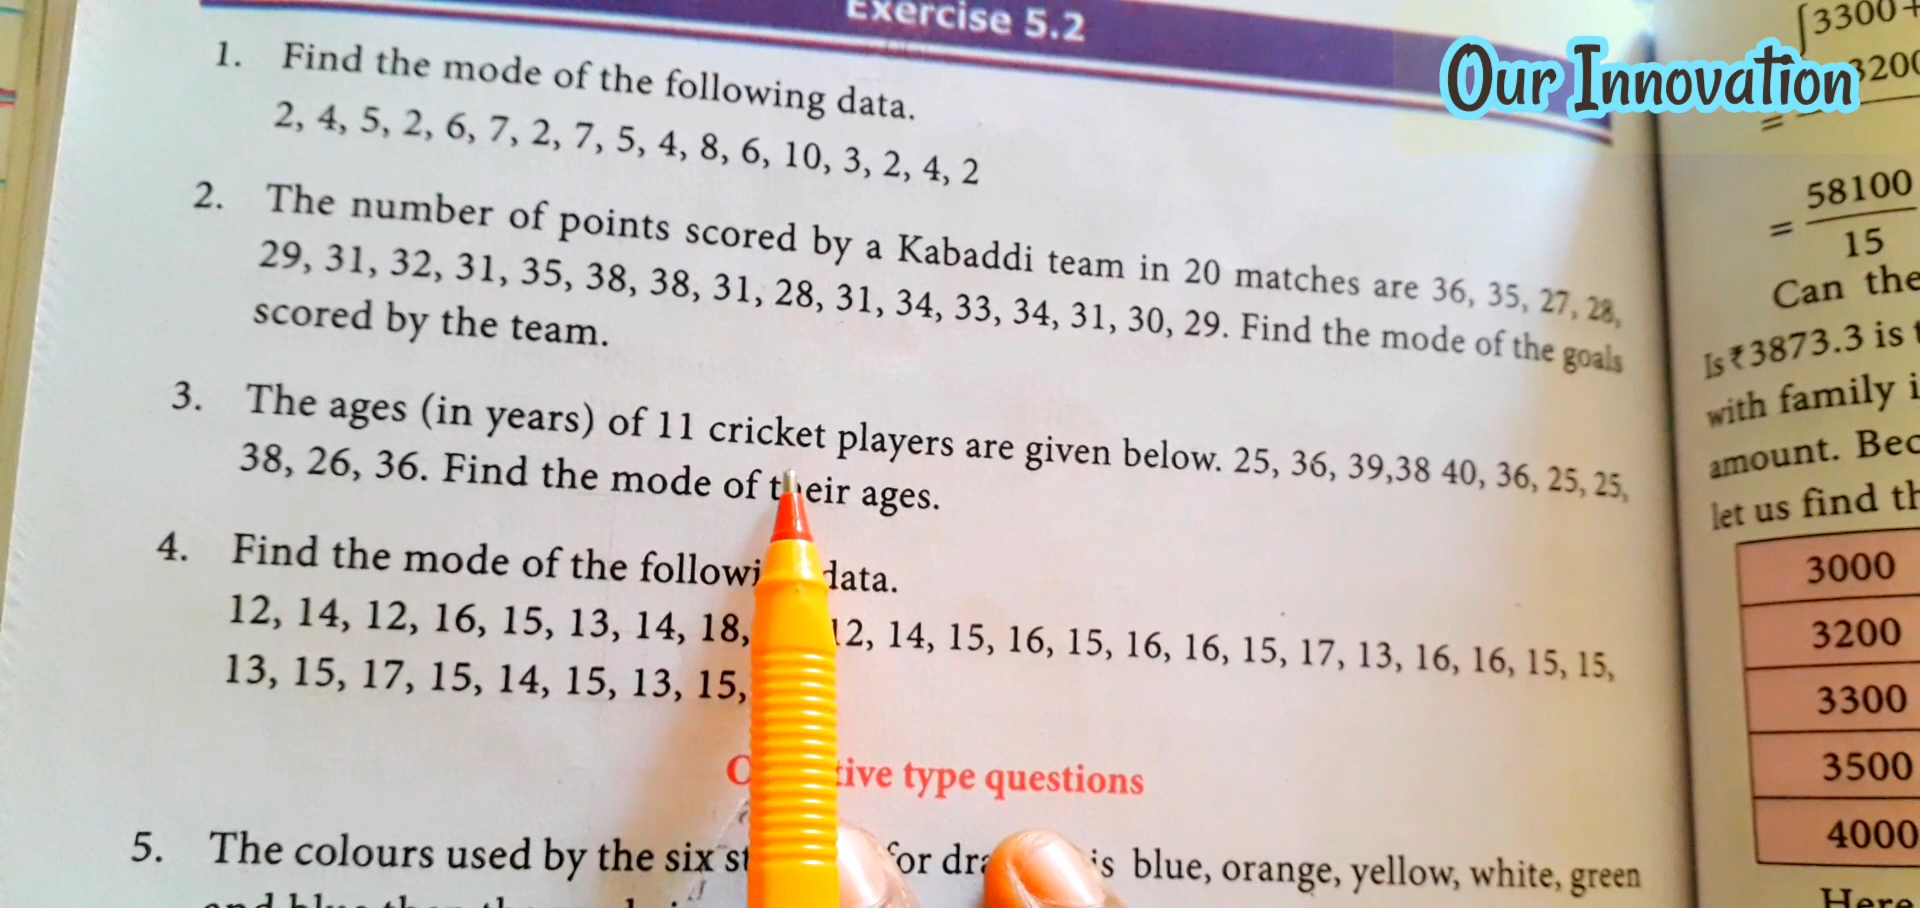 Exercise 5.2
Our Innovation
1. Find the mode of the following data.
2, 4, 5, 2, 6, 7, 2, 7, 5, 4, 8, 6, 10, 3, 2, 4, 2
2. The number of points scored by a Kabaddi team in 20 matches are 36, 35, 27, 28,
29, 31, 32, 31, 35, 38, 38, 31, 28, 31, 34, 33, 34, 31, 30, 29. Find the mode of the goals
scored by the team.
3. The ages (in years) of 11 cricket players are given below. 25, 36, 39,38 40, 36, 25, 25,
38, 26, 36. Find the mode of their ages.
4. Find the mode of the data.
12, 14, 12, 16, 15, 13, 14, 18, 12, 14, 15, 16, 15, 16, 16, 15, 17, 13, 16, 16, 15, 15,
13, 15, 17, 15, 14, 15, 13, 15,
type questions
5. The colours used by the six is blue, orange, yellow, white, green
3300+
=
= 58100
15
Can the
Is ₹3873.3 is
with family
amount.
let us find
3000
3200
3300
3500
4000
Here